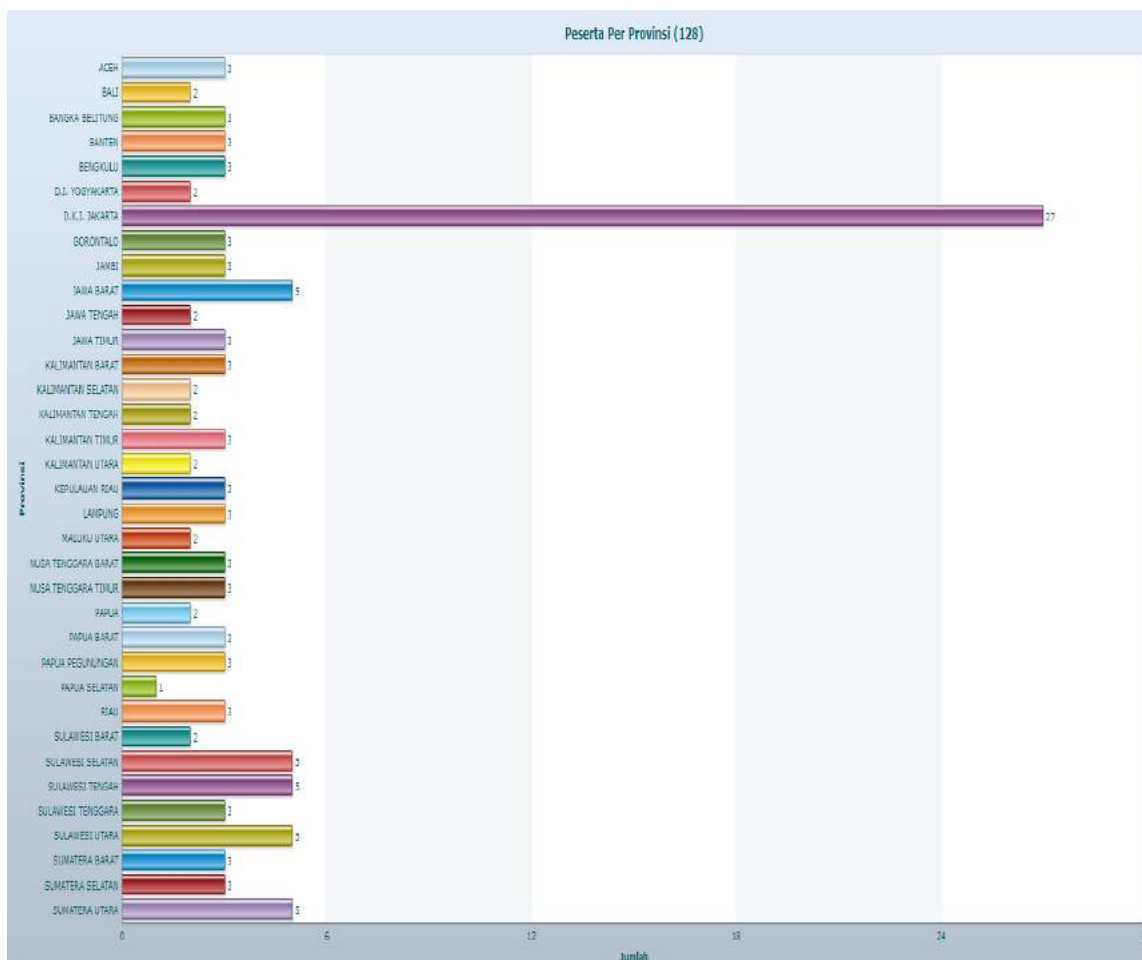 Peserta Per Provinsi (128)
ACEH 3
BALI 2
BANGKA BELITUNG 3
BANTEN 3
BENGKULU 3
D.I. YOGYAKARTA 2
D.K.I. JAKARTA 27
GORONTALO 3
JAMBI 3
JAWA BARAT 5
JAWA TENGAH 2
JAWA TIMUR 3
KALIMANTAN BARAT 3
KALIMANTAN SELATAN 2
KALIMANTAN TENGAH 2
KALIMANTAN TIMUR 3
KALIMANTAN UTARA 2
KEPULAUAN RIAU 3
LAMPUNG 3
MALUKU UTARA 2
NUSA TENGGARA BARAT 3
NUSA TENGGARA TIMUR 3
PAPUA 2
PAPUA BARAT 3
PAPUA PEGUNUNGAN 3
PAPUA SELATAN 1
RIAU 3
SULAWESI BARAT 2
SULAWESI SELATAN 5
SULAWESI TENGAH 5
SULAWESI TENGGARA 3
SULAWESI UTARA 5
SUMATERA BARAT 3
SUMATERA SELATAN 3
SUMATERA UTARA 5
Provinsi
0 6 12 18 24
Jumlah